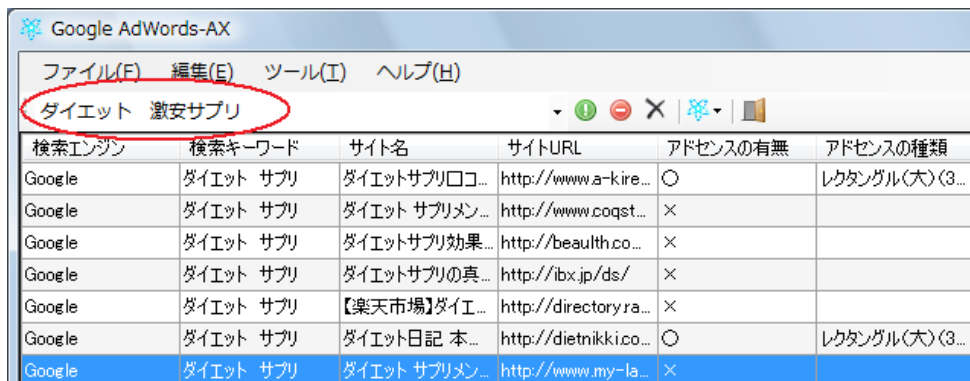 Google AdWords-AX
ファイル(F) 編集(E) ツール(T) ヘルプ(H)
ダイエット 激安サプリ
検索エンジン 検索キーワード サイト名 サイトURL アドセンスの有無 アドセンスの種類
Google ダイエット サプリ ダイエットサプリ口コ... http://www.a-kire... ○ レクタングル(大)(3...
Google ダイエット サプリ ダイエット サプリメン... http://www.coqst... ×
Google ダイエット サプリ ダイエットサプリ効果... http://beaulth.co... ×
Google ダイエット サプリ ダイエットサプリの真... http://ibx.jp/ds/ ×
Google ダイエット サプリ 【楽天市場】ダイエ... http://directory.ra... ×
Google ダイエット サプリ ダイエット日記 本... http://dietnikki.co... ○ レクタングル(大)(3...
Google ダイエット サプリ ダイエット サプリメン... http://www.my-la... ×